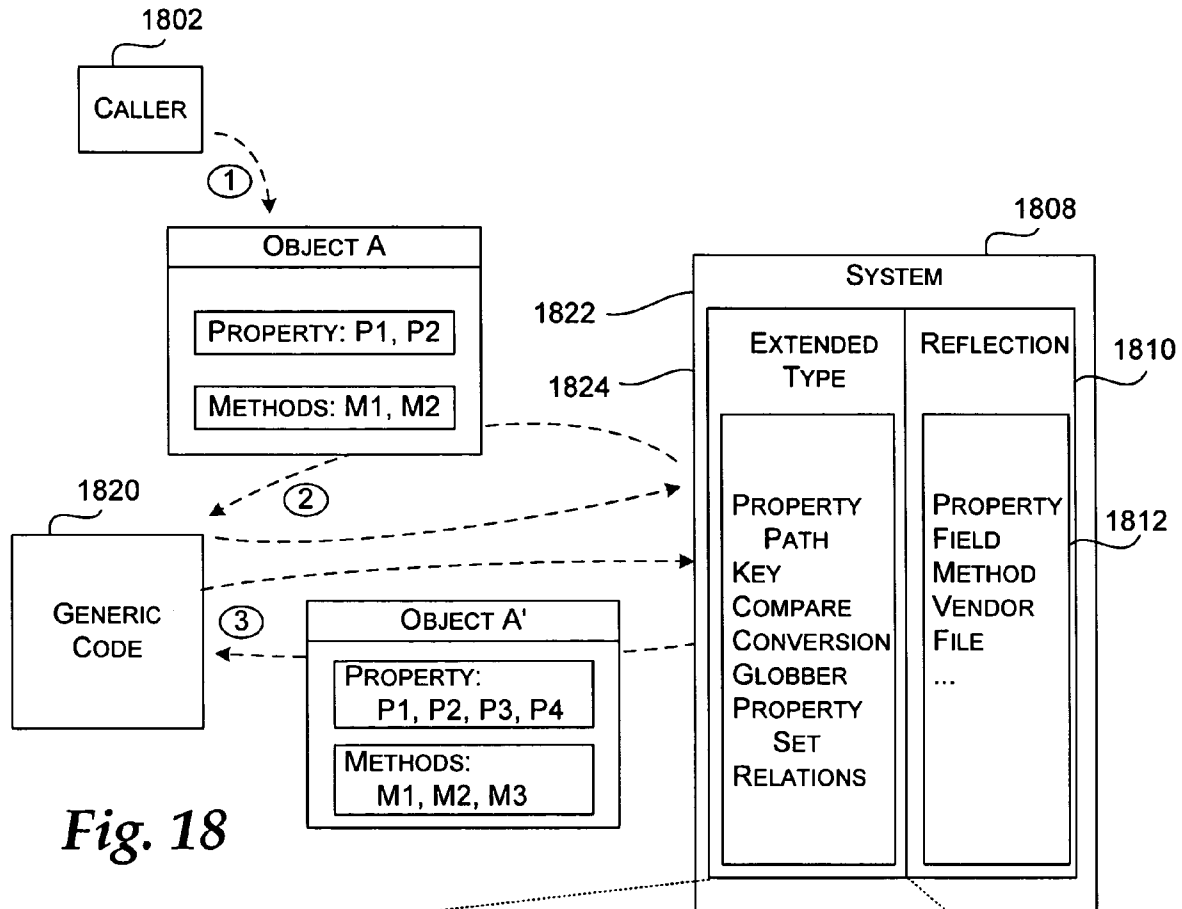 1802
CALLER
1
OBJECT A
PROPERTY: P1, P2
METHODS: M1, M2
2
1820
GENERIC
CODE
3
OBJECT A'
PROPERTY:
P1, P2, P3, P4
METHODS:
M1, M2, M3
Fig. 18
1808
SYSTEM
1822
1824
EXTENDED
TYPE
PROPERTY
PATH
KEY
COMPARE
CONVERSION
GLOBBER
PROPERTY
SET
RELATIONS
REFLECTION
1810
PROPERTY
FIELD
METHOD
VENDOR
FILE
...
1812